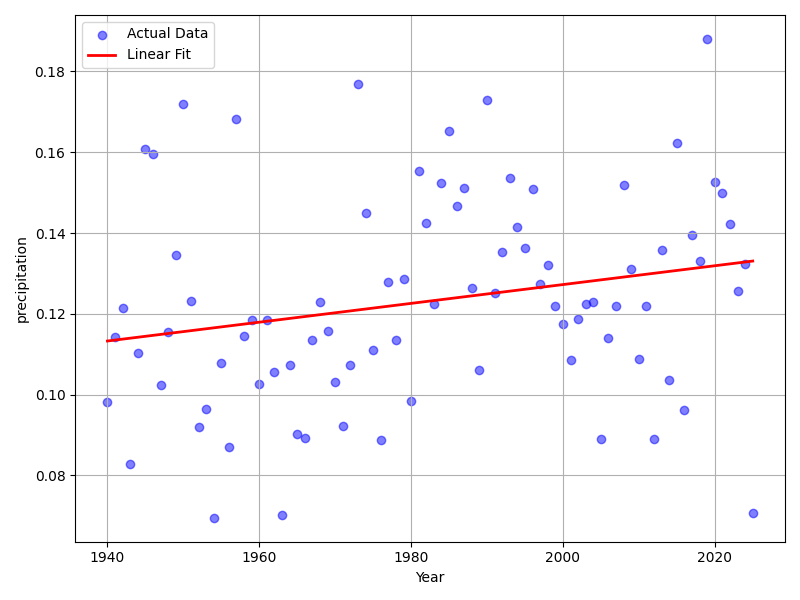 Actual Data
Linear Fit
0.18
0.16
0.14
0.12
0.10
0.08
precipitation
1940
1960
1980
2000
2020
Year